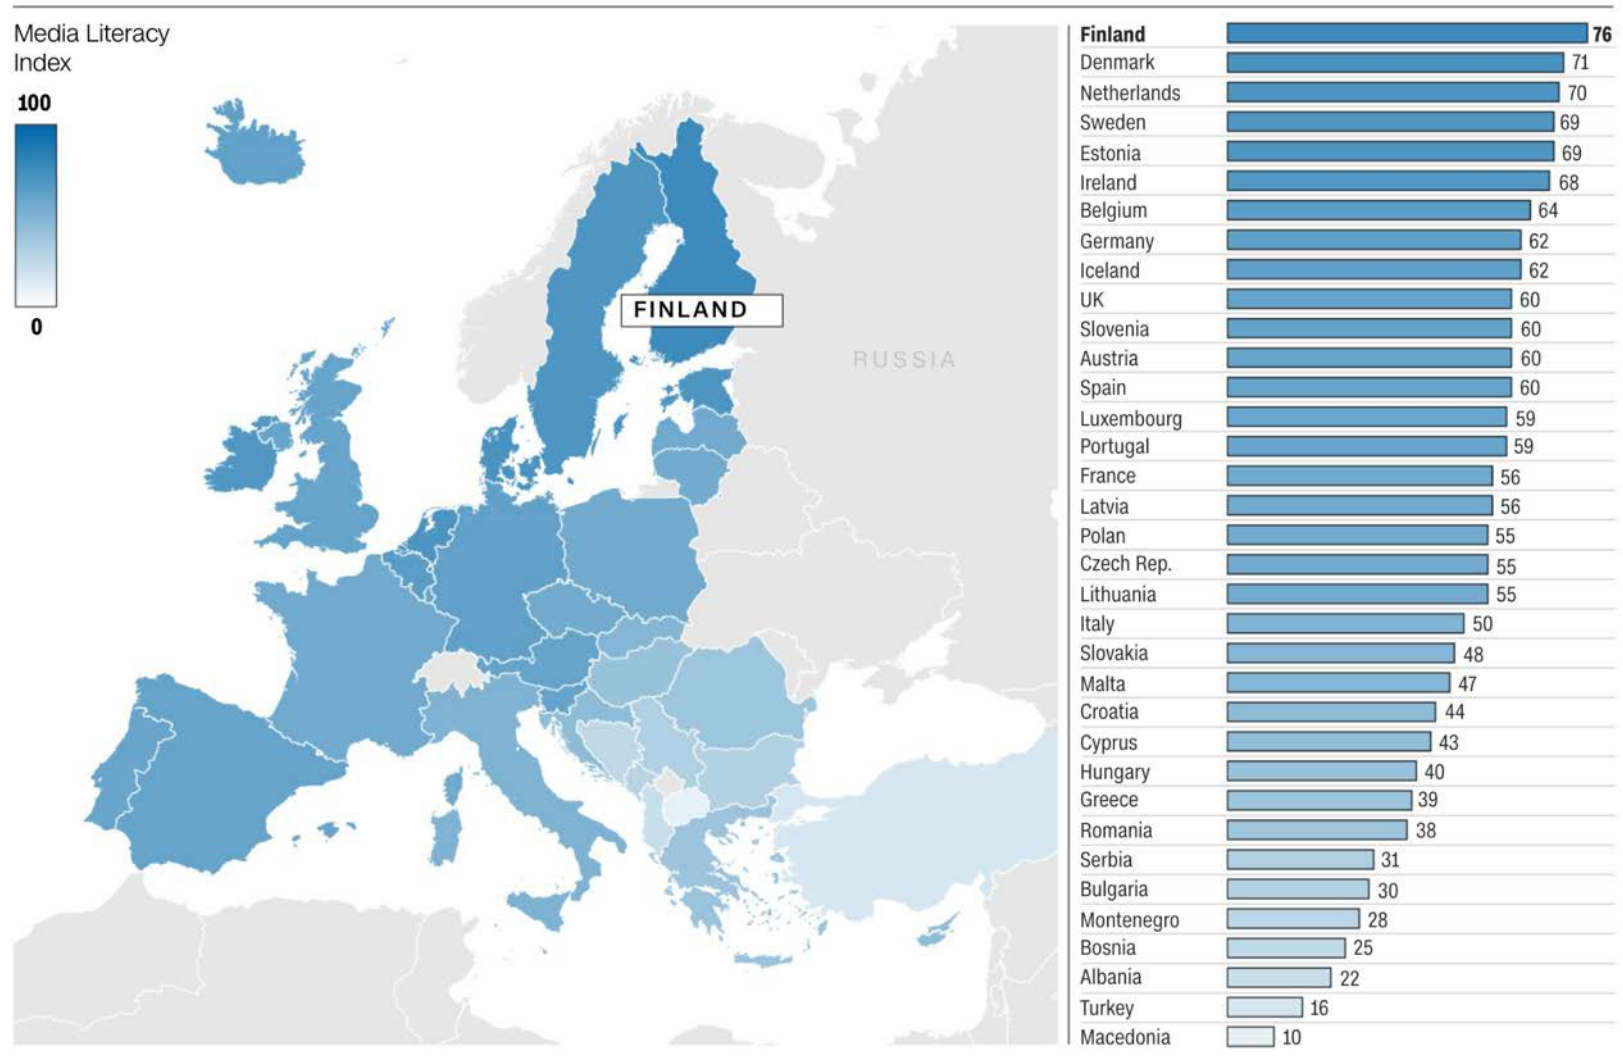 Media Literacy
Index
100
0
FINLAND
RUSSIA
Finland 76
Denmark 71
Netherlands 70
Sweden 69
Estonia 69
Ireland 68
Belgium 64
Germany 62
Iceland 62
UK 60
Slovenia 60
Austria 60
Spain 60
Luxembourg 59
Portugal 59
France 56
Latvia 56
Polan 55
Czech Rep. 55
Lithuania 55
Italy 50
Slovakia 48
Malta 47
Croatia 44
Cyprus 43
Hungary 40
Greece 39
Romania 38
Serbia 31
Bulgaria 30
Montenegro 28
Bosnia 25
Albania 22
Turkey 16
Macedonia 10